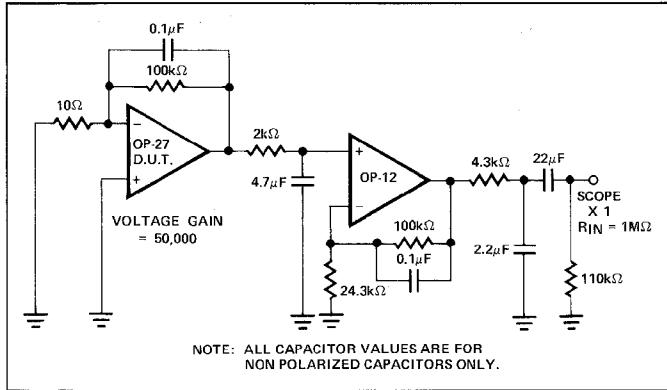 0.1µF
100kΩ
10Ω
−
OP-27
D.U.T.
+
VOLTAGE GAIN
= 50,000
2kΩ
4.7µF
+
OP-12
−
100kΩ
0.1µF
24.3kΩ
4.3kΩ
22µF
2.2µF
SCOPE
X 1
RIN = 1MΩ
110kΩ
NOTE: ALL CAPACITOR VALUES ARE FOR
NON POLARIZED CAPACITORS ONLY.